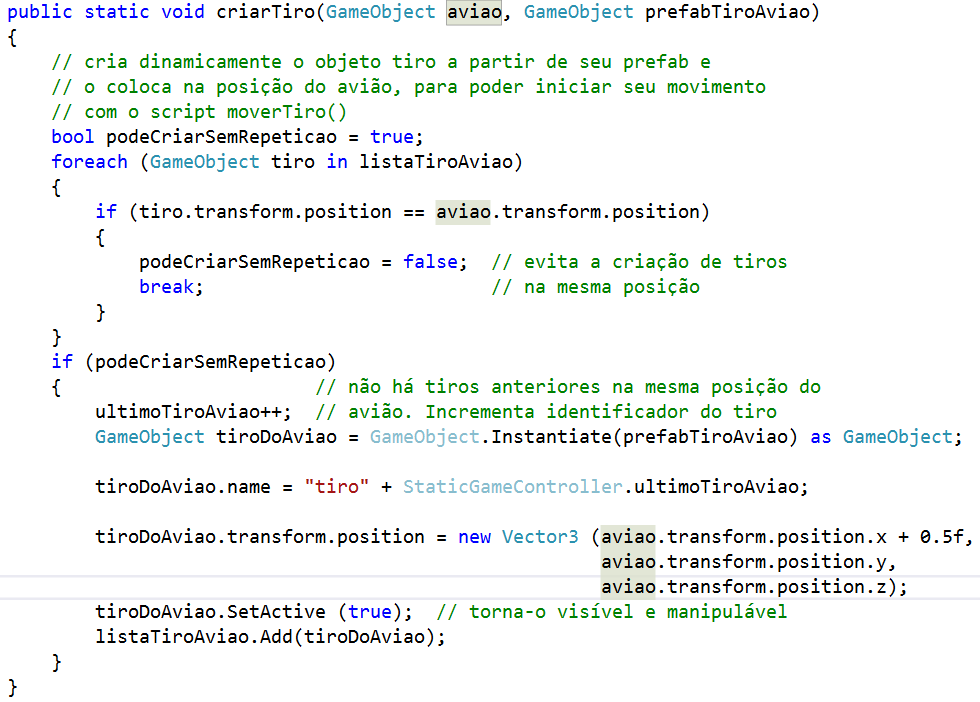 public static void criarTiro(GameObject aviao, GameObject prefabTiroAviao)
{
    // cria dinamicamente o objeto tiro a partir de seu prefab e
    // o coloca na posição do avião, para poder iniciar seu movimento
    // com o script moverTiro()
    bool podeCriarSemRepeticao = true;
    foreach (GameObject tiro in listaTiroAviao)
    {
        if (tiro.transform.position == aviao.transform.position)
        {
            podeCriarSemRepeticao = false;  // evita a criação de tiros
            break;                          // na mesma posição
        }
    }
    if (podeCriarSemRepeticao)
    {                       // não há tiros anteriores na mesma posição do
        ultimoTiroAviao++;  // avião. Incrementa identificador do tiro
        GameObject tiroDoAviao = GameObject.Instantiate(prefabTiroAviao) as GameObject;
        tiroDoAviao.name = "tiro" + StaticGameController.ultimoTiroAviao;
        tiroDoAviao.transform.position = new Vector3 (aviao.transform.position.x + 0.5f,
                                                      aviao.transform.position.y,
                                                      aviao.transform.position.z);
        tiroDoAviao.SetActive (true);  // torna-o visível e manipulável
        listaTiroAviao.Add(tiroDoAviao);
    }
}